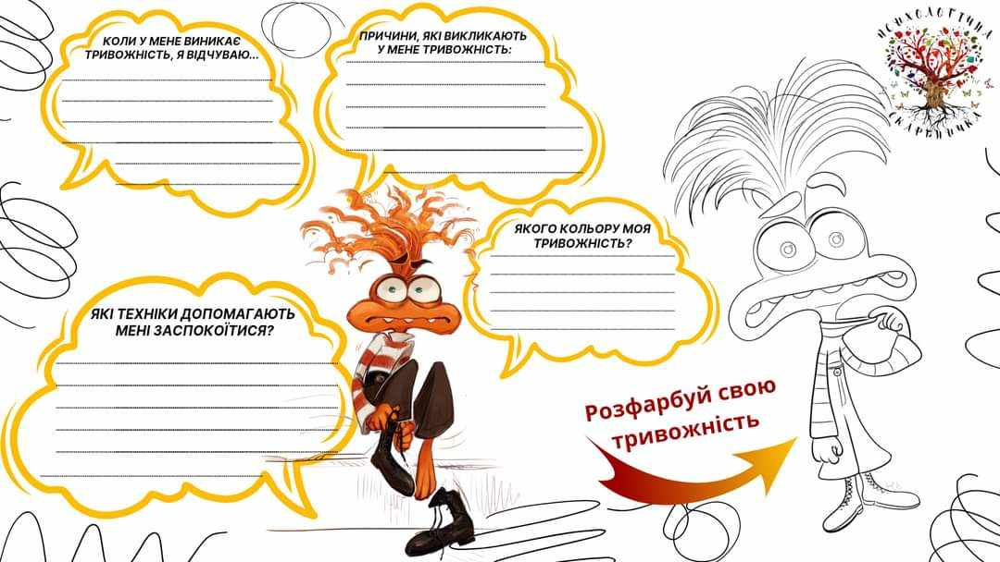 КОЛИ У МЕНЕ ВИНИКАЄ
ТРИВОЖНІСТЬ, Я ВІДЧУВАЮ...
ПРИЧИНИ, ЯКІ ВИКЛИКАЮТЬ
У МЕНЕ ТРИВОЖНІСТЬ:
ПСИХОЛОГІЧНА
СКАРБНИЧКА
ЯКОГО КОЛЬОРУ МОЯ
ТРИВОЖНІСТЬ?
ЯКІ ТЕХНІКИ ДОПОМАГАЮТЬ
МЕНІ ЗАСПОКОЇТИСЯ?
Розфарбуй свою
тривожність